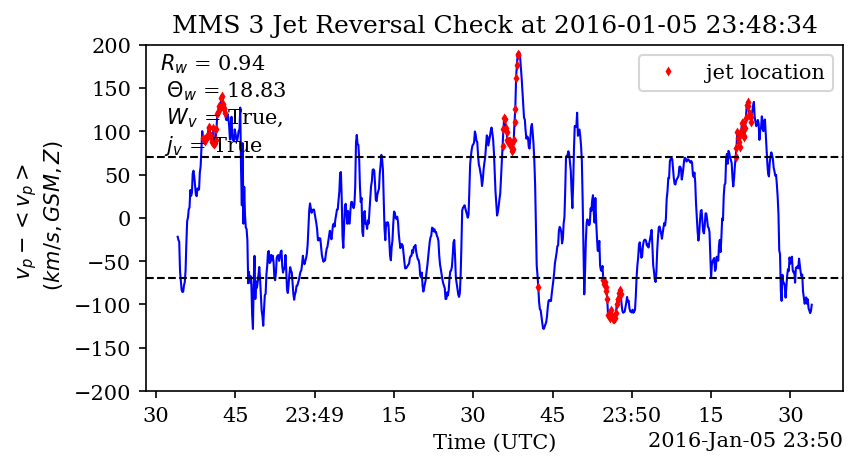 MMS 3 Jet Reversal Check at 2016-01-05 23:48:34
R_w = 0.94
Θ_w = 18.83
W_v = True,
j_v = True
jet location
200
150
100
50
0
−50
−100
−150
−200
v_p − < v_p >
(km/s, GSM, Z)
30 45 23:49 15 30 45 23:50 15 30
Time (UTC)
2016-Jan-05 23:50